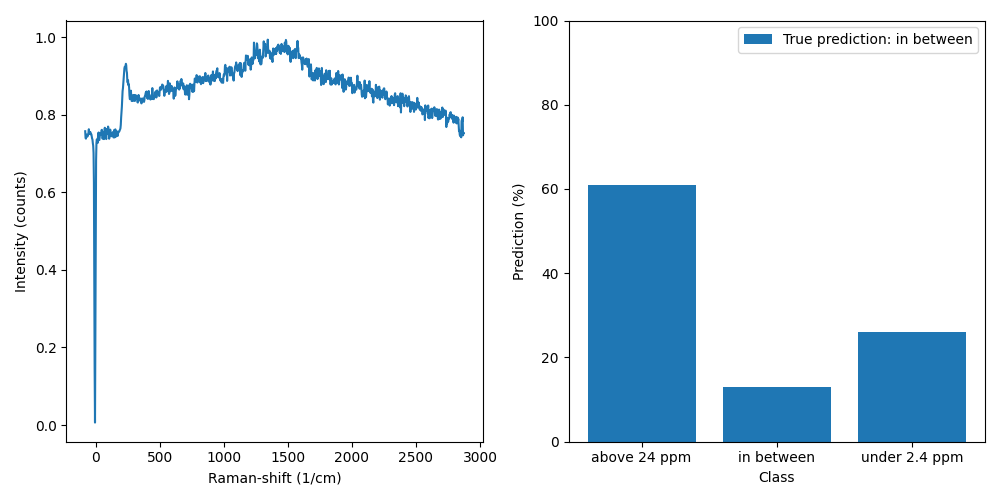 1.0
0.8
0.6
0.4
0.2
0.0
Intensity (counts)
0
500
1000
1500
2000
2500
3000
Raman-shift (1/cm)
100
80
60
40
20
0
Prediction (%)
True prediction: in between
above 24 ppm
in between
under 2.4 ppm
Class